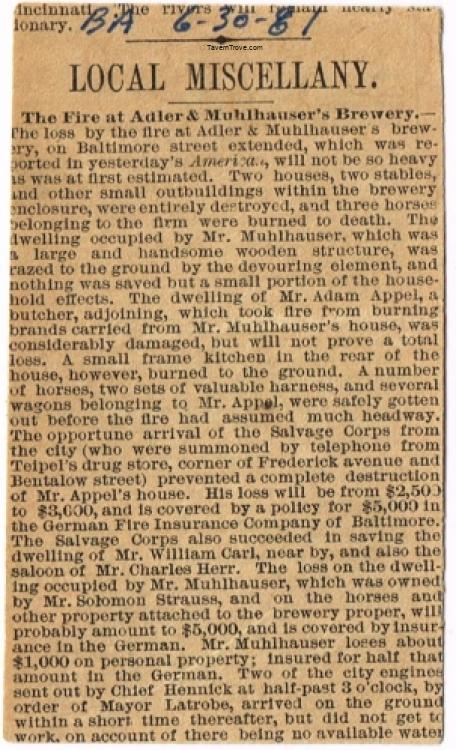 incinnati. The rivers will remain nearly sta-
ionary. BA 6-30-81
TavernTrove.com
LOCAL MISCELLANY.
The Fire at Adler & Muhlhauser's Brewery.—
The loss by the fire at Adler & Muhlhauser's brew-
ery, on Baltimore street extended, which was re-
ported in yesterday's American, will not be so heavy
as was at first estimated. Two houses, two stables,
and other small outbuildings within the brewery
enclosure, were entirely destroyed, and three horses
belonging to the firm were burned to death. The
dwelling occupied by Mr. Muhlhauser, which was
a large and handsome wooden structure, was
razed to the ground by the devouring element, and
nothing was saved but a small portion of the house-
hold effects. The dwelling of Mr. Adam Appel, a
butcher, adjoining, which took fire from burning
brands carried from Mr. Muhlhauser's house, was
considerably damaged, but will not prove a total
loss. A small frame kitchen in the rear of the
house, however, burned to the ground. A number
of horses, two sets of valuable harness, and several
wagons belonging to Mr. Appel, were safely gotten
out before the fire had assumed much headway.
The opportune arrival of the Salvage Corps from
the city (who were summoned by telephone from
Teipel's drug store, corner of Frederick avenue and
Bentalow street) prevented a complete destruction
of Mr. Appel's house. His loss will be from $2,500
to $3,000, and is covered by a policy for $5,000 in
the German Fire Insurance Company of Baltimore.
The Salvage Corps also succeeded in saving the
dwelling of Mr. William Carl, near by, and also the
saloon of Mr. Charles Herr. The loss on the dwell-
ing occupied by Mr. Muhlhauser, which was owned
by Mr. Solomon Strauss, and on the horses and
other property attached to the brewery proper, will
probably amount to $5,000, and is covered by insur-
ance in the German. Mr. Muhlhauser loses about
$1,000 on personal property; insured for half that
amount in the German. Two of the city engines
sent out by Chief Hennick at half-past 3 o'clock, by
order of Mayor Latrobe, arrived on the ground
within a short time thereafter, but did not get to
work, on account of there being no available water